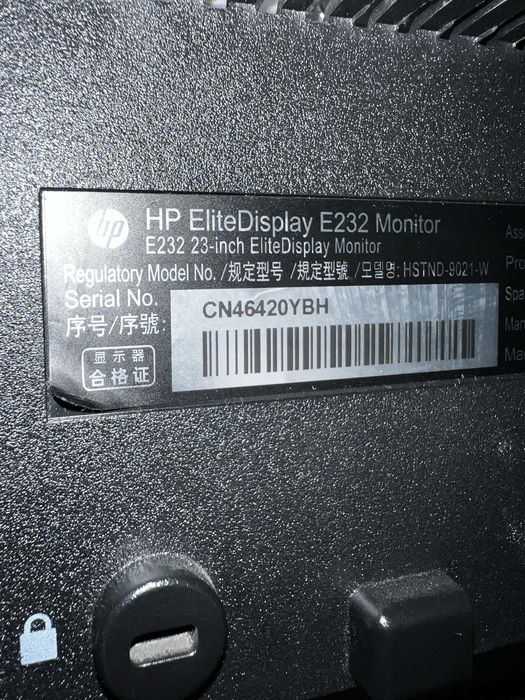 hp
HP EliteDisplay E232 Monitor
E232 23-inch EliteDisplay Monitor
Regulatory Model No. /规定型号 /規定型號 /모델명: HSTND-9021-W
Serial No.
序号/序號:
CN46420YBH
显示器
合格证